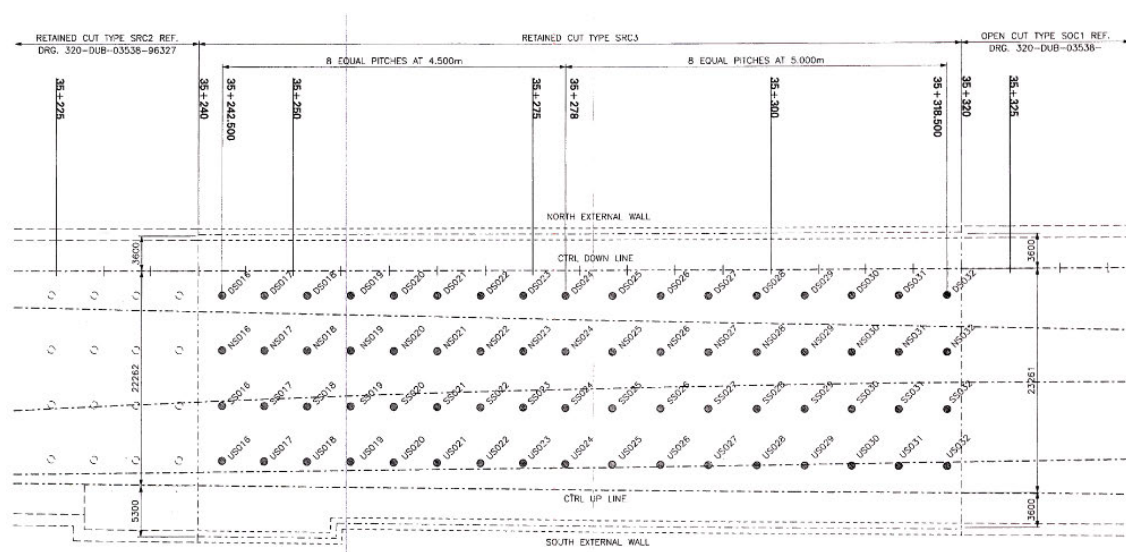 RETAINED CUT TYPE SRC2 REF.
DRG. 320-DUB-03538-96327
RETAINED CUT TYPE SRC3
OPEN CUT TYPE SOC1 REF.
DRG. 320-DUB-03538-
8 EQUAL PITCHES AT 4.500m
8 EQUAL PITCHES AT 5.000m
35+225
35+240
35+242.500
35+250
35+275
35+278
35+300
35+318.500
35+320
35+325
NORTH EXTERNAL WALL
3600
3600
CTRL DOWN LINE
DS016 DS017 DS018 DS019 DS020 DS021 DS022 DS023 DS024 DS025 DS026 DS027 DS028 DS029 DS030 DS031 DS032
NS016 NS017 NS018 NS019 NS020 NS021 NS022 NS023 NS024 NS025 NS026 NS027 NS028 NS029 NS030 NS031 NS032
22262
23261
SS016 SS017 SS018 SS019 SS020 SS021 SS022 SS023 SS024 SS025 SS026 SS027 SS028 SS029 SS030 SS031 SS032
US016 US017 US018 US019 US020 US021 US022 US023 US024 US025 US026 US027 US028 US029 US030 US031 US032
CTRL UP LINE
5300
3600
SOUTH EXTERNAL WALL